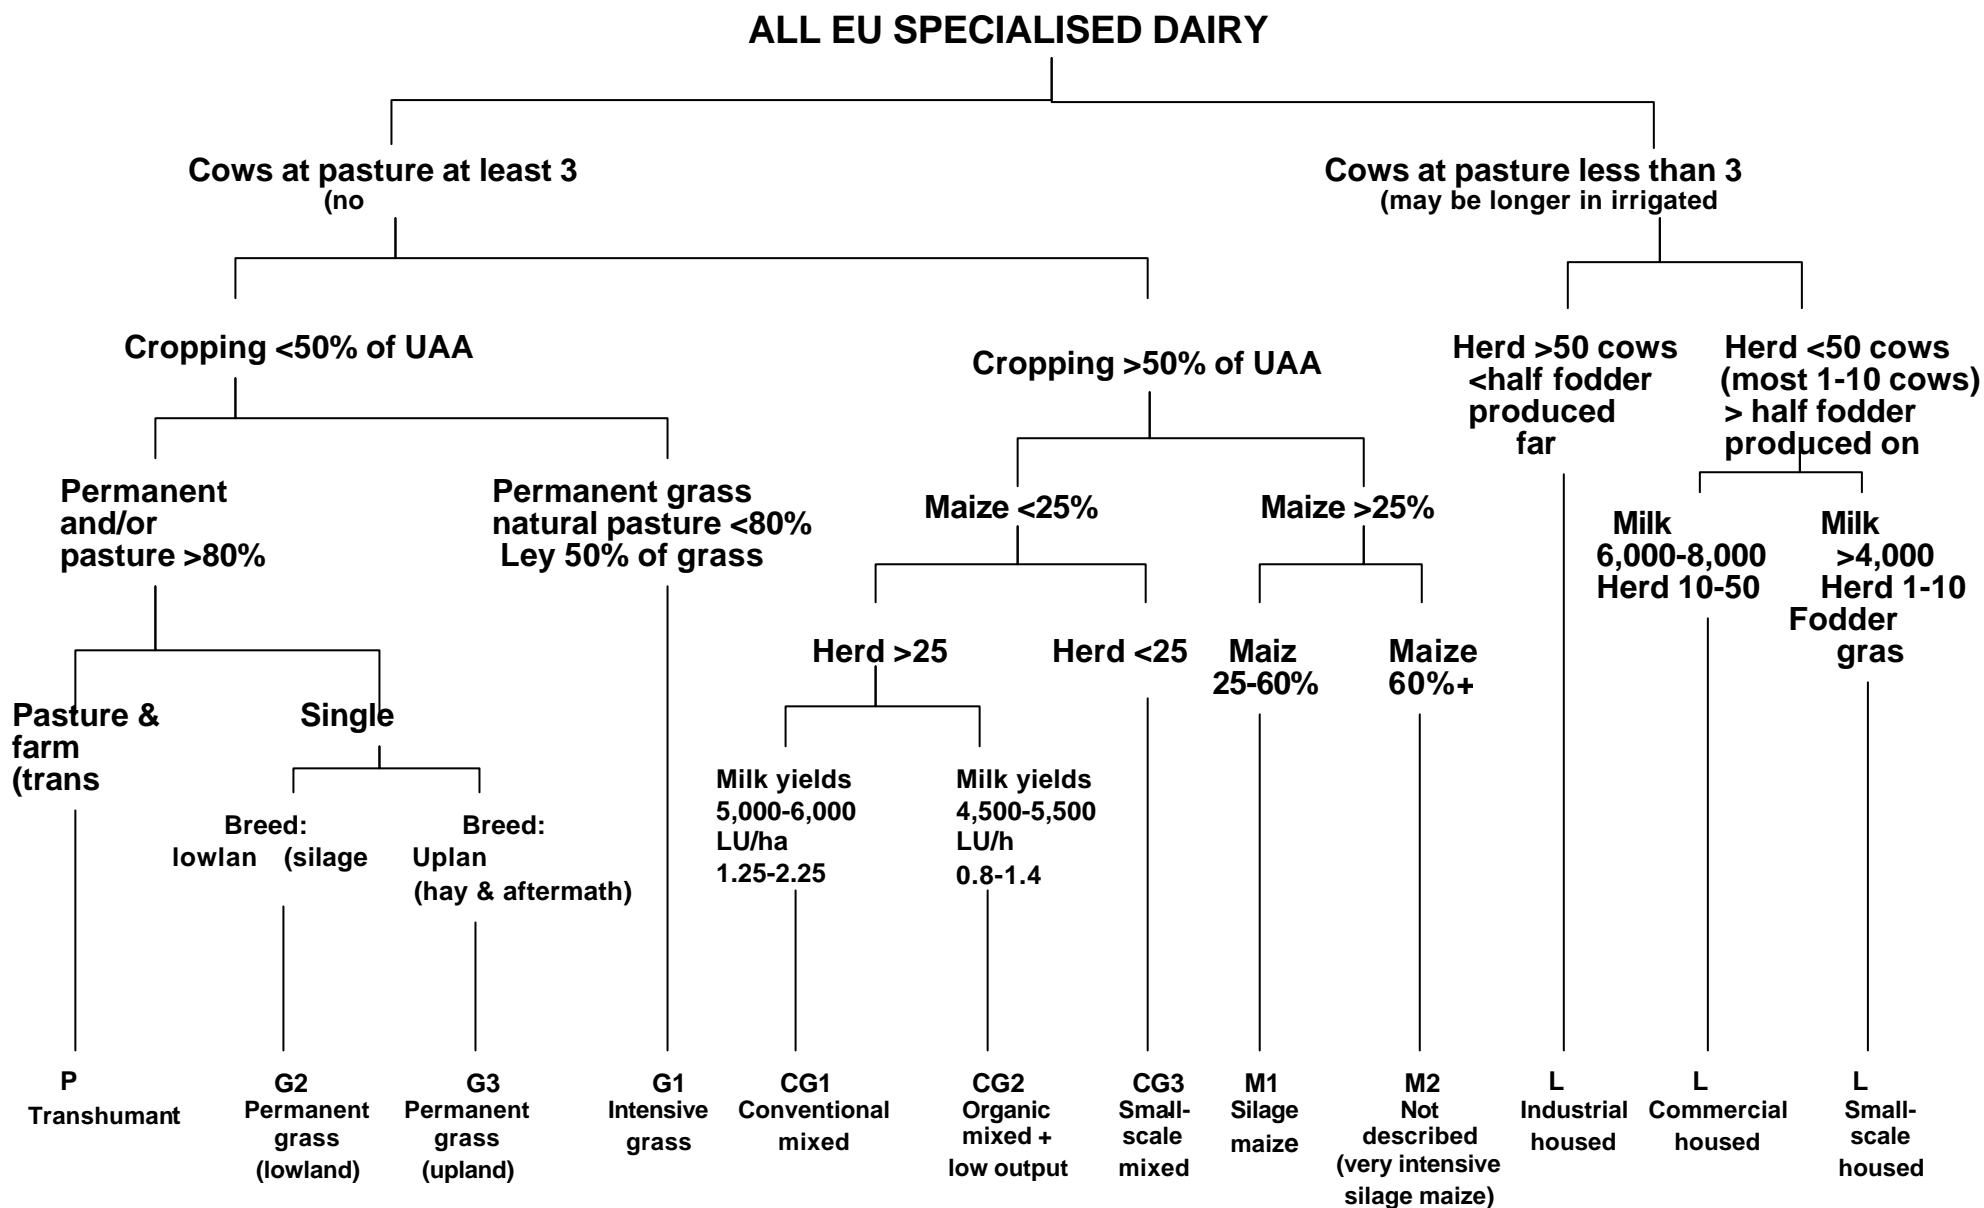 ALL EU SPECIALISED DAIRY
Cows at pasture at least 3
(no
Cows at pasture less than 3
(may be longer in irrigated
Cropping <50% of UAA
Cropping >50% of UAA
Herd >50 cows
<half fodder
produced
far
Herd <50 cows
(most 1-10 cows)
> half fodder
produced on
Permanent
and/or
pasture >80%
Permanent grass
natural pasture <80%
Ley 50% of grass
Maize <25%
Maize >25%
Milk
6,000-8,000
Herd 10-50
Milk
>4,000
Herd 1-10
Fodder
gras
Herd >25
Herd <25
Maiz
25-60%
Maize
60%+
Pasture &
farm
(trans
Single
Milk yields
5,000-6,000
LU/ha
1.25-2.25
Milk yields
4,500-5,500
LU/h
0.8-1.4
Breed:
lowlan (silage
Breed:
Uplan
(hay & aftermath)
P
Transhumant
G2
Permanent
grass
(lowland)
G3
Permanent
grass
(upland)
G1
Intensive
grass
CG1
Conventional
mixed
CG2
Organic
mixed +
low output
CG3
Small-
scale
mixed
M1
Silage
maize
M2
Not
described
(very intensive
silage maize)
L
Industrial
housed
L
Commercial
housed
L
Small-
scale
housed